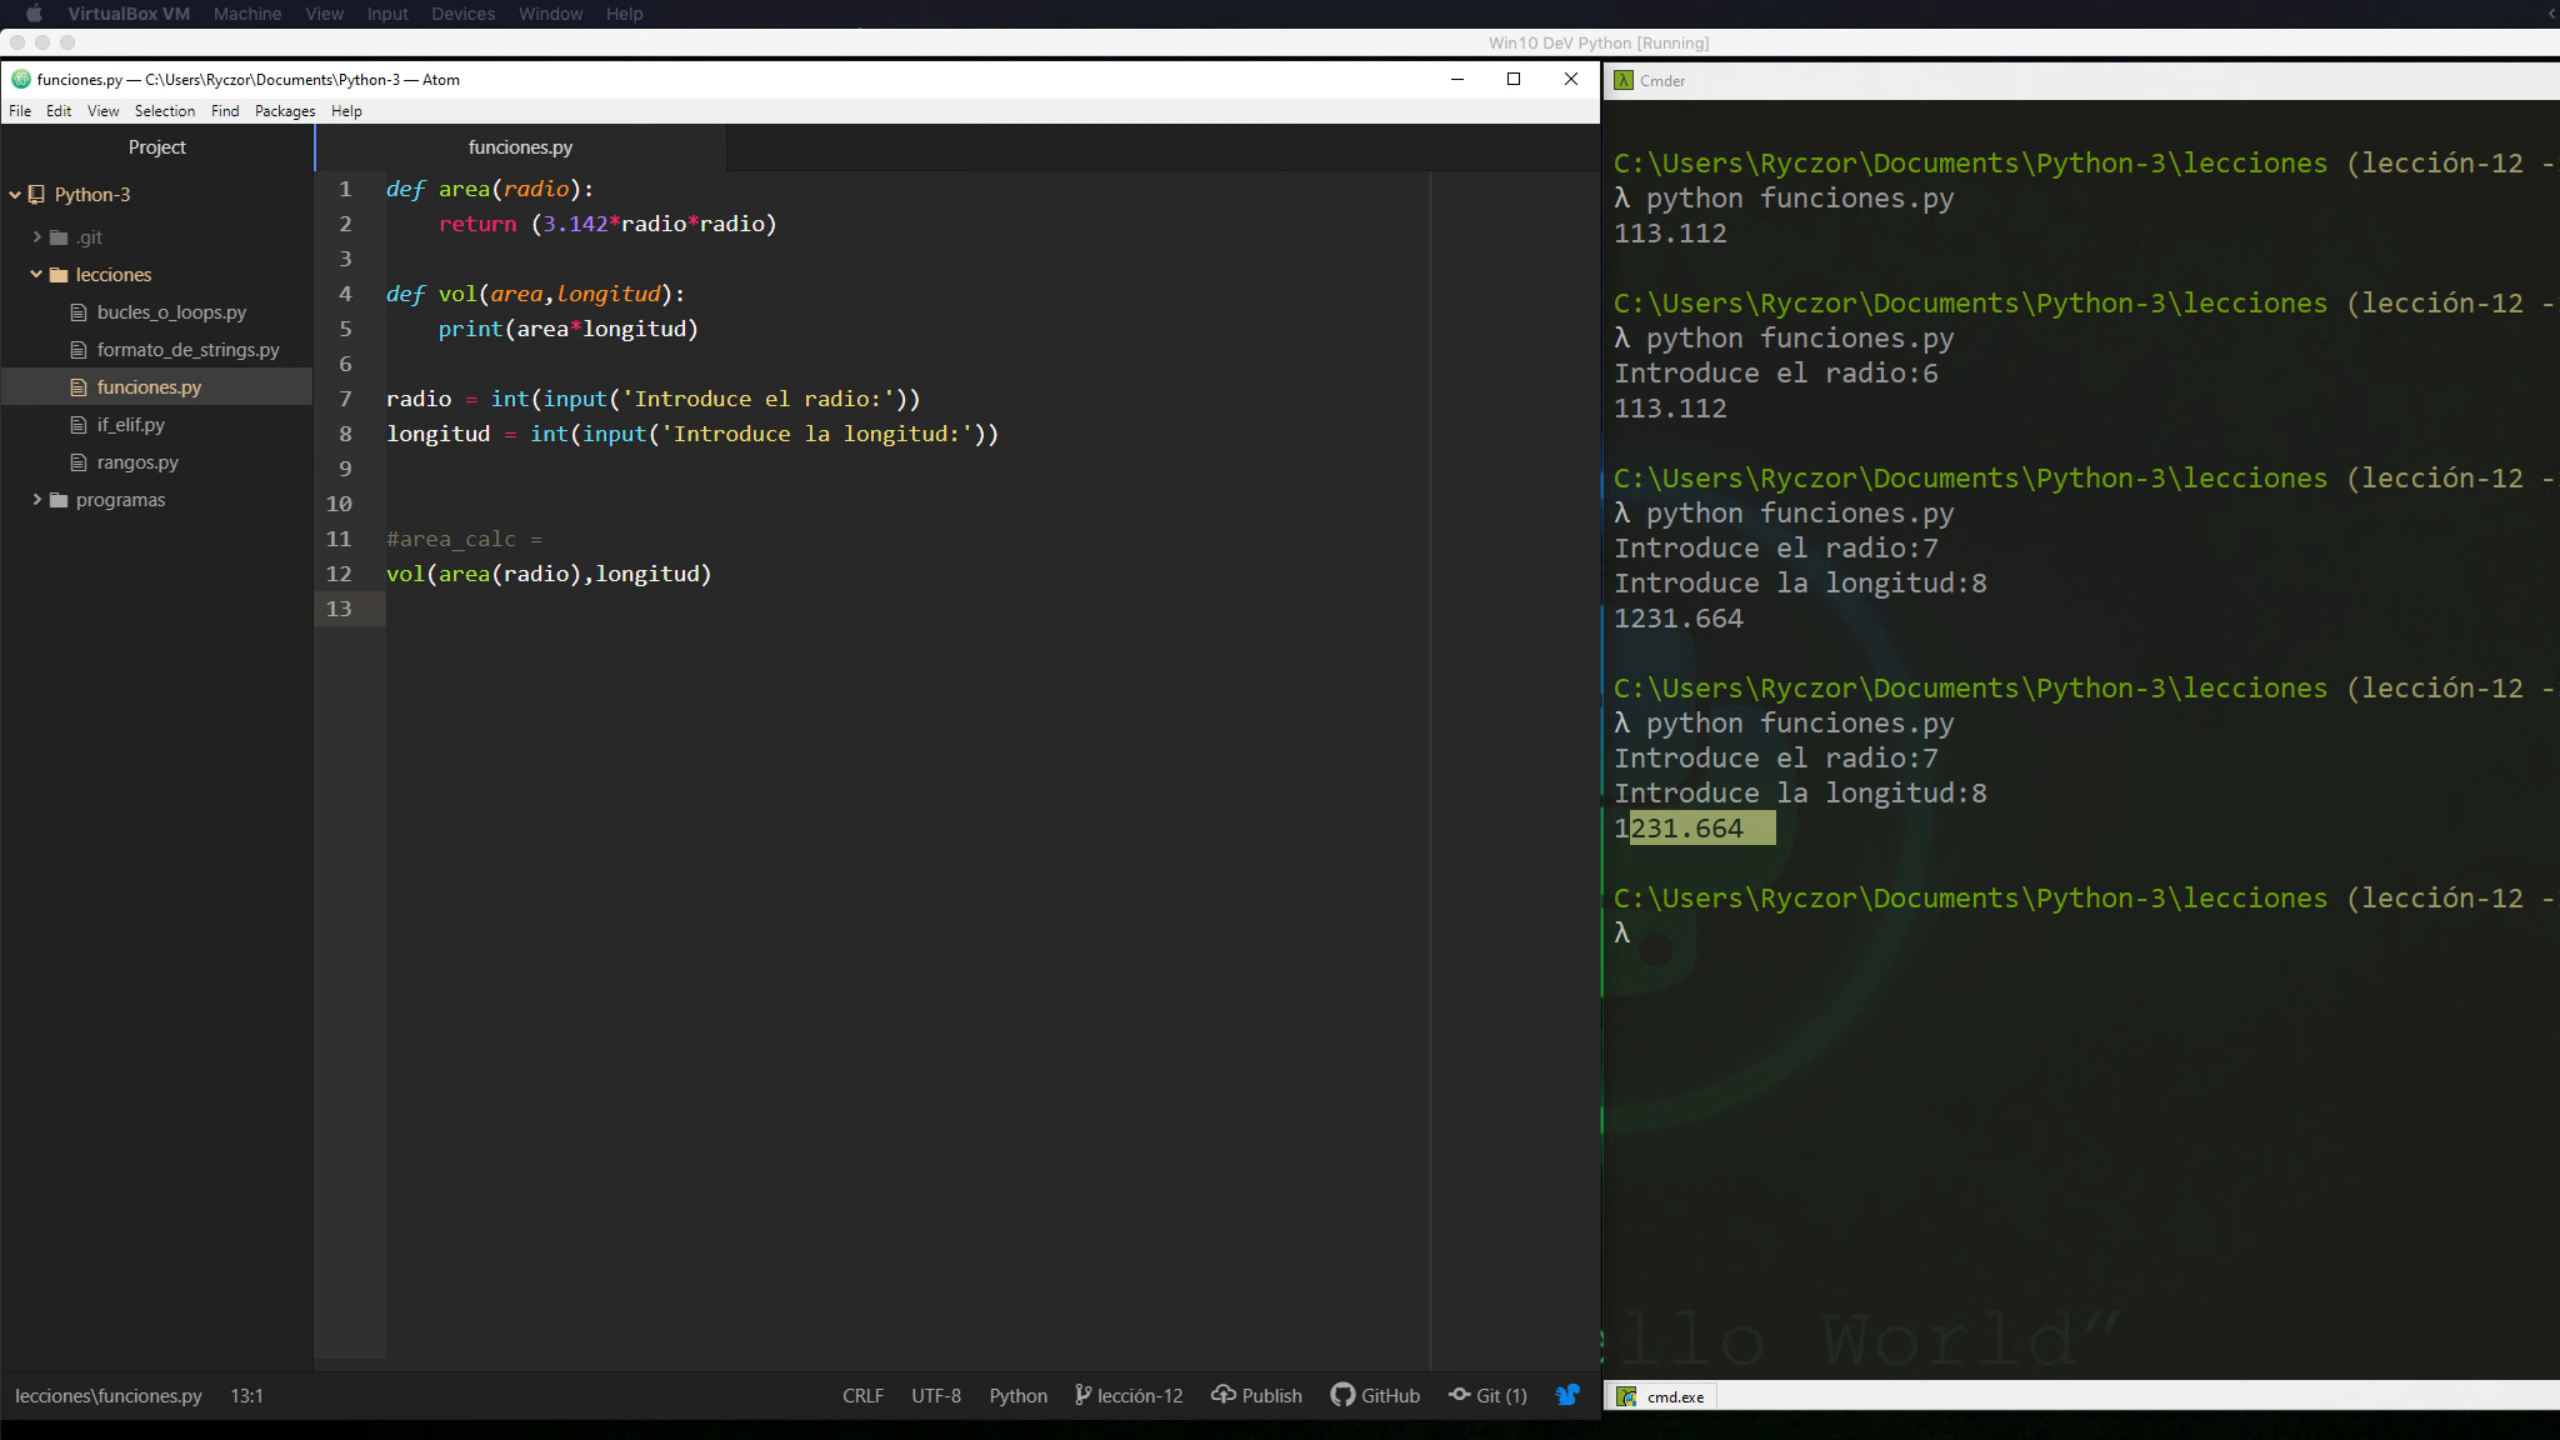 VirtualBox VM Machine View Input Devices Window Help
Win10 DeV Python [Running]
funciones.py — C:\Users\Ryczor\Documents\Python-3 — Atom
File Edit View Selection Find Packages Help
Project
Python-3
.git
lecciones
bucles_o_loops.py
formato_de_strings.py
funciones.py
if_elif.py
rangos.py
programas
funciones.py
1 def area(radio):
2 return (3.142*radio*radio)
3
4 def vol(area,longitud):
5 print(area*longitud)
6
7 radio = int(input('Introduce el radio:'))
8 longitud = int(input('Introduce la longitud:'))
9
10
11 #area_calc =
12 vol(area(radio),longitud)
13
lecciones\funciones.py 13:1 CRLF UTF-8 Python lección-12 Publish GitHub Git (1)
Cmder
C:\Users\Ryczor\Documents\Python-3\lecciones (lección-12 -
λ python funciones.py
113.112
C:\Users\Ryczor\Documents\Python-3\lecciones (lección-12 -
λ python funciones.py
Introduce el radio:6
113.112
C:\Users\Ryczor\Documents\Python-3\lecciones (lección-12 -
λ python funciones.py
Introduce el radio:7
Introduce la longitud:8
1231.664
C:\Users\Ryczor\Documents\Python-3\lecciones (lección-12 -
λ python funciones.py
Introduce el radio:7
Introduce la longitud:8
1231.664
C:\Users\Ryczor\Documents\Python-3\lecciones (lección-12 -
λ
ello World”
cmd.exe